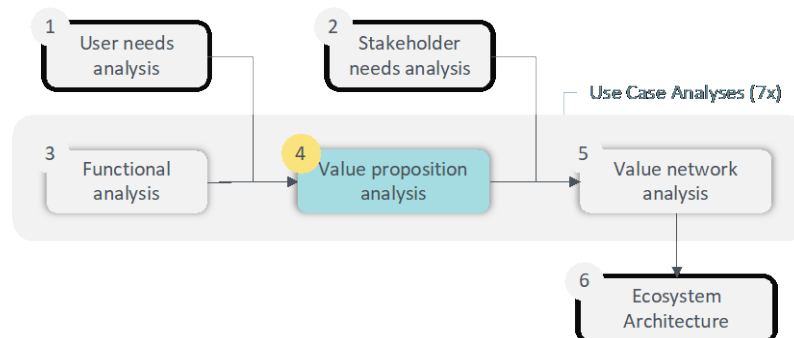 1
User needs
analysis
2
Stakeholder
needs analysis
Use Case Analyses (7x)
3
Functional
analysis
4
Value proposition
analysis
5
Value network
analysis
6
Ecosystem
Architecture